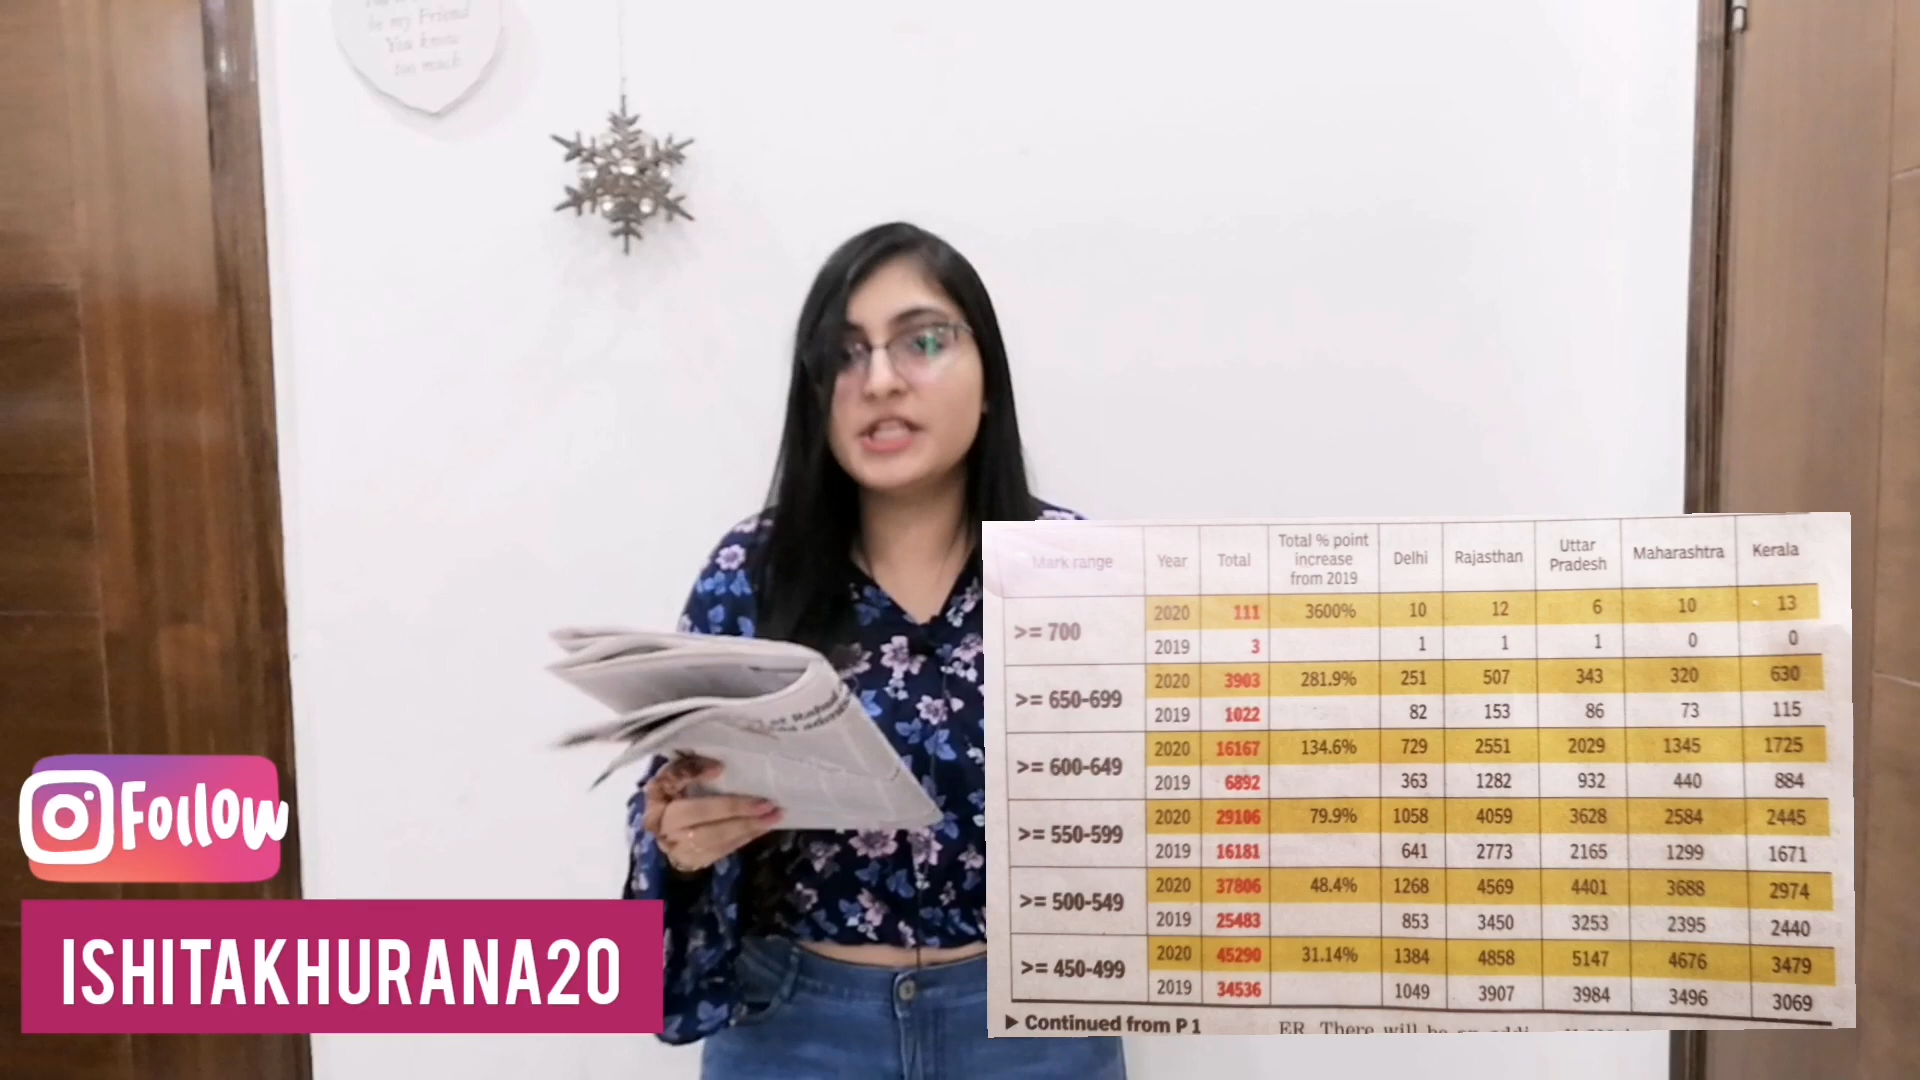 be my Friend
You know
too much
Mark range Year Total Total % point increase from 2019 Delhi Rajasthan Uttar Pradesh Maharashtra Kerala
>= 700 2020 111 3600% 10 12 6 10 13
2019 3 1 1 1 0 0
>= 650-699 2020 3903 281.9% 251 507 343 320 630
2019 1022 82 153 86 73 115
>= 600-649 2020 16167 134.6% 729 2551 2029 1345 1725
2019 6892 363 1282 932 440 884
>= 550-599 2020 29106 79.9% 1058 4059 3628 2584 2445
2019 16181 641 2773 2165 1299 1671
>= 500-549 2020 37806 48.4% 1268 4569 4401 3688 2974
2019 25483 853 3450 3253 2395 2440
>= 450-499 2020 45290 31.14% 1384 4858 5147 4676 3479
2019 34536 1049 3907 3984 3496 3069
▶ Continued from P 1
ER. There will be an
Follow
ISHITAKHURANA20